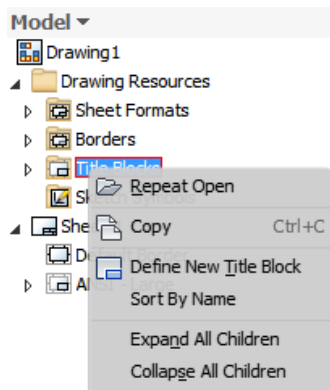 Model
Drawing1
Drawing Resources
Sheet Formats
Borders
Title Blocks
Repeat Open
Copy Ctrl+C
Define New Title Block
Sort By Name
Expand All Children
Collapse All Children